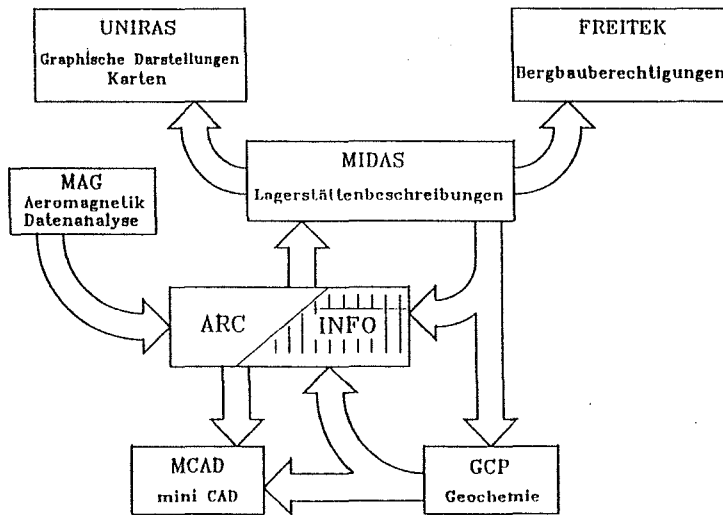 UNIRAS
Graphische Darstellungen
Karten
FREITEK
Bergbauberechtigungen
MIDAS
Lagerstättenbeschreibungen
MAG
Aeromagnetik
Datenanalyse
ARC
INFO
MCAD
mini CAD
GCP
Geochemie